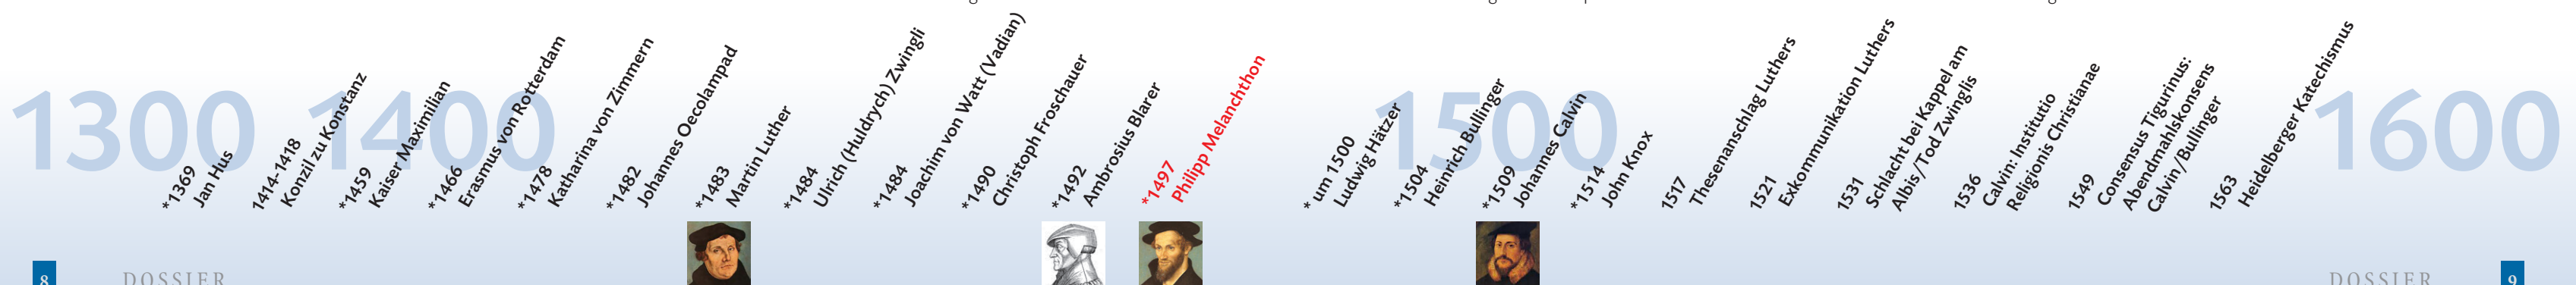 1300
1400
1500
1600
*1369
Jan Hus
1414-1418
Konzil zu Konstanz
*1459
Kaiser Maximilian
*1466
Erasmus von Rotterdam
*1478
Katharina von Zimmern
*1482
Johannes Oecolampad
*1483
Martin Luther
*1484
Ulrich (Huldrych) Zwingli
*1484
Joachim von Watt (Vadian)
*1490
Christoph Froschauer
*1492
Ambrosius Blarer
*1497
Philipp Melanchthon
* um 1500
Ludwig Hätzer
*1504
Heinrich Bullinger
*1509
Johannes Calvin
*1514
John Knox
1517
Thesenanschlag Luthers
1521
Exkommunikation Luthers
1531
Schlacht bei Kappel am
Albis/Tod Zwinglis
1536
Calvin: Institutio
Religionis Christianae
1549
Consensus Tigurinus:
Abendmahlskonsens
Calvin/Bullinger
1563
Heidelberger Katechismus
8
DOSSIER
DOSSIER
9